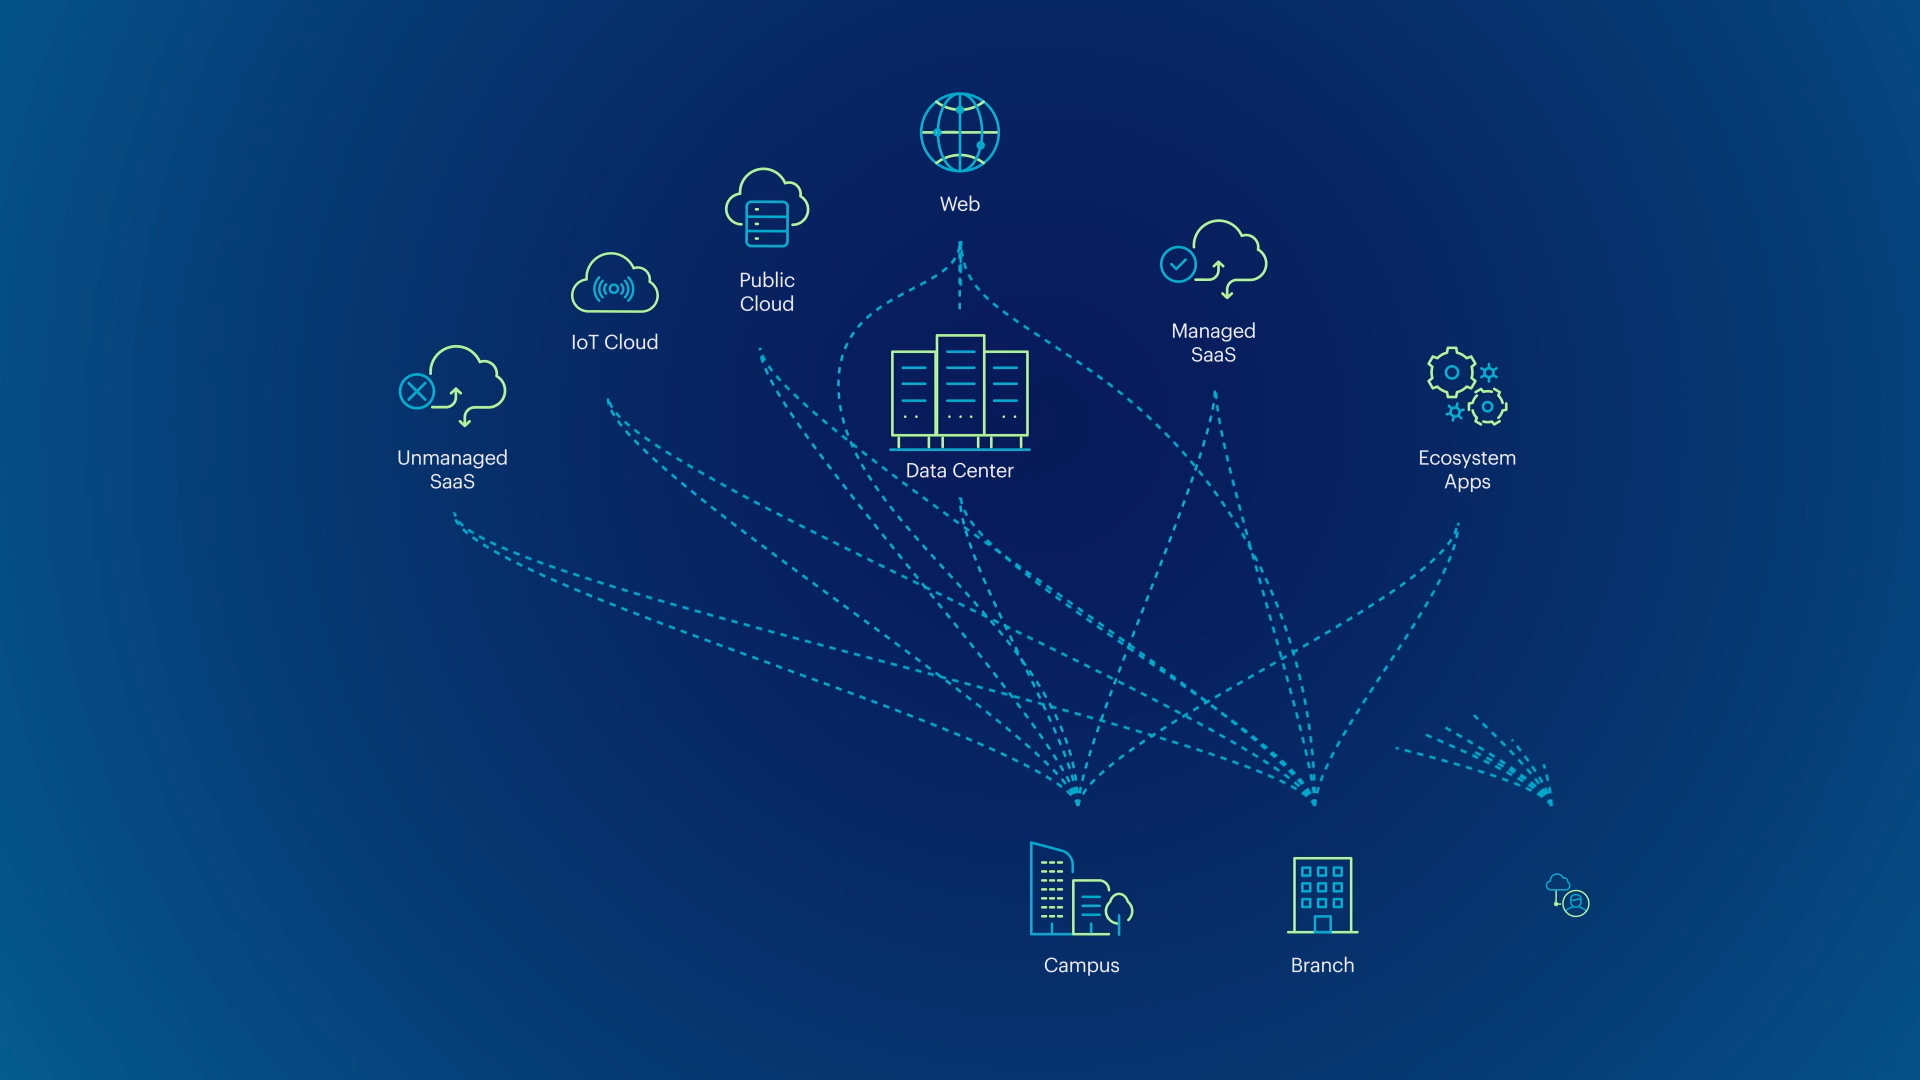 Web
Public
Cloud
Managed
SaaS
IoT Cloud
Unmanaged
SaaS
Data Center
Ecosystem
Apps
Campus
Branch